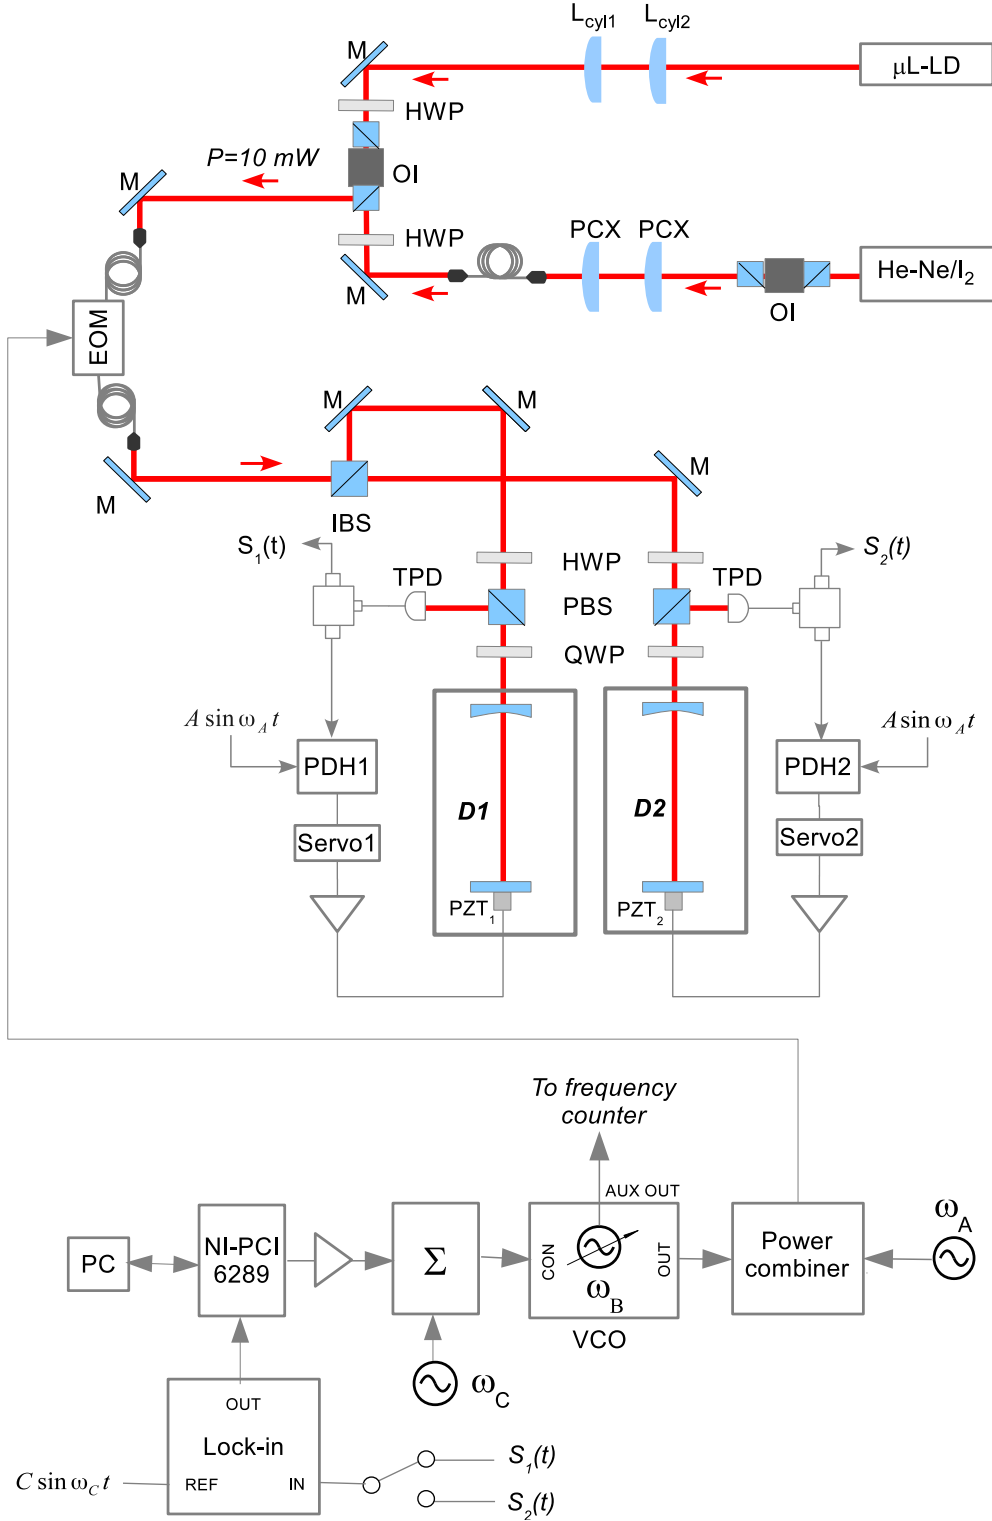 L_cyl1
L_cyl2
M
μL-LD
HWP
P=10 mW
OI
M
HWP
PCX
PCX
He-Ne/I_2
M
OI
EOM
M
M
M
M
IBS
S_1(t)
HWP
S_2(t)
TPD
TPD
PBS
QWP
A sin ω_A t
A sin ω_A t
PDH1
PDH2
D1
D2
Servo1
Servo2
PZT_1
PZT_2
To frequency
counter
AUX OUT
ω_A
NI-PCI
6289
PC
Σ
CON
ω_B
OUT
Power
combiner
VCO
ω_C
OUT
Lock-in
S_1(t)
C sin ω_C t
REF
IN
S_2(t)